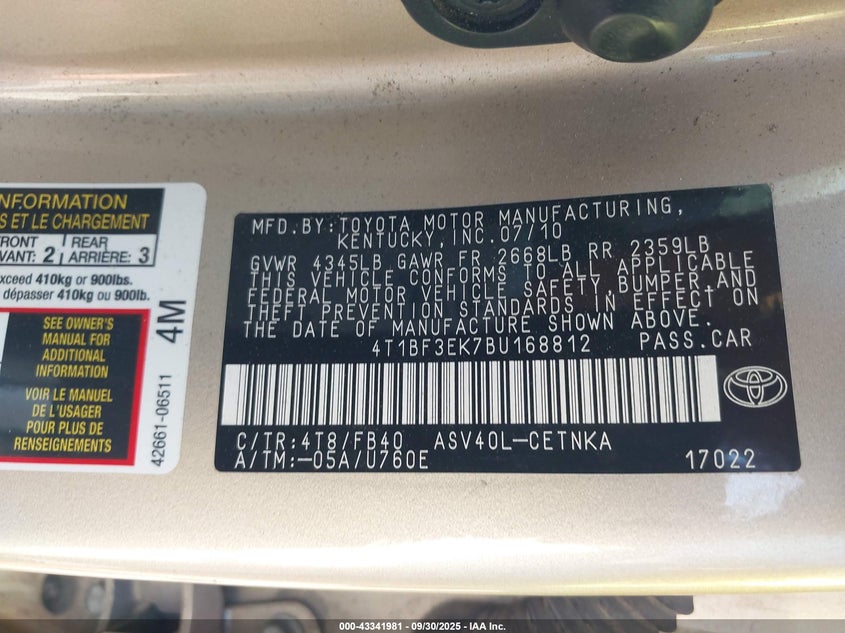 NFORMATION
S ET LE CHARGEMENT
FRONT
VANT: 2
REAR
ARRIÈRE: 3
xceed 410kg or 900lbs.
dépasser 410kg ou 900lb.
SEE OWNER'S
MANUAL FOR
ADDITIONAL
INFORMATION
VOIR LE MANUEL
DE L'USAGER
POUR PLUS DE
RENSEIGNEMENTS
4M
42661-06511
MFD.BY:TOYOTA MOTOR MANUFACTURING,
KENTUCKY,INC.07/10
GVWR 4345LB GAWR FR 2668LB RR 2359LB
THIS VEHICLE CONFORMS TO ALL APPLICABLE
FEDERAL MOTOR VEHICLE SAFETY,BUMPER,AND
THEFT PREVENTION STANDARDS IN EFFECT ON
THE DATE OF MANUFACTURE SHOWN ABOVE.
4T1BF3EK7BU168812 PASS.CAR
C/TR:4T8/FB40 ASV40L-CETNKA
A/TM:-05A/U760E 17022
TOYOTA
000-43341981 - 09/30/2025 - IAA Inc.